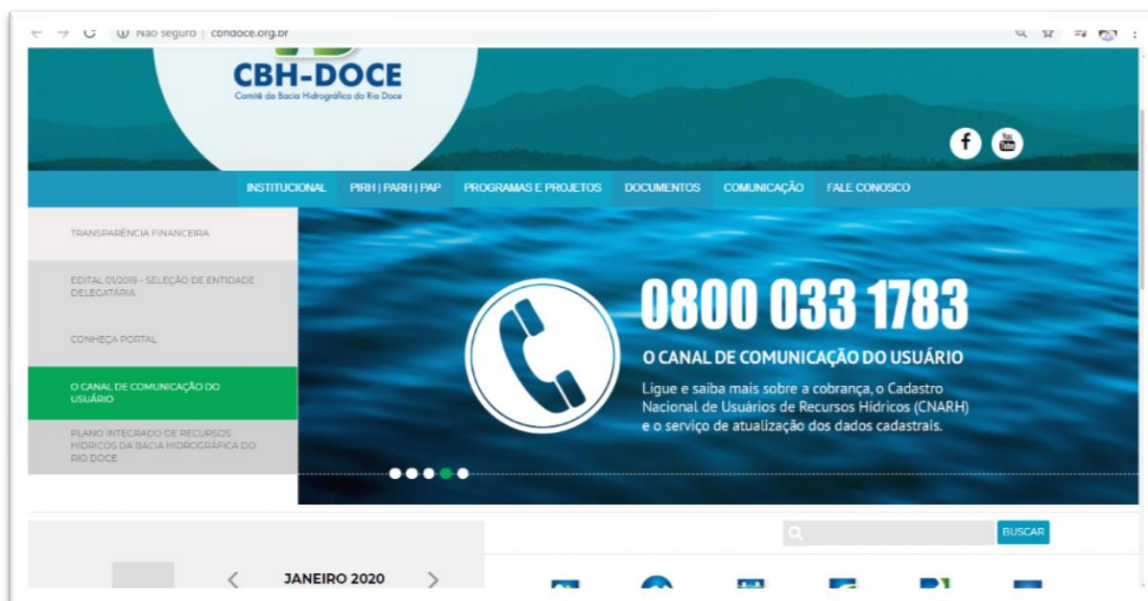 Não seguro | cbhdoce.org.br
CBH-DOCE
Comitê da Bacia Hidrográfica do Rio Doce
f
You Tube
INSTITUCIONAL PIRH | PARH | PAP PROGRAMAS E PROJETOS DOCUMENTOS COMUNICAÇÃO FALE CONOSCO
TRANSPARÊNCIA FINANCEIRA
EDITAL 01/2019 - SELEÇÃO DE ENTIDADE
DELEGATÁRIA
CONHEÇA PORTAL
O CANAL DE COMUNICAÇÃO DO
USUÁRIO
PLANO INTEGRADO DE RECURSOS
HÍDRICOS DA BACIA HIDROGRÁFICA DO
RIO DOCE
0800 033 1783
O CANAL DE COMUNICAÇÃO DO USUÁRIO
Ligue e saiba mais sobre a cobrança, o Cadastro
Nacional de Usuários de Recursos Hídricos (CNARH)
e o serviço de atualização dos dados cadastrais.
BUSCAR
JANEIRO 2020